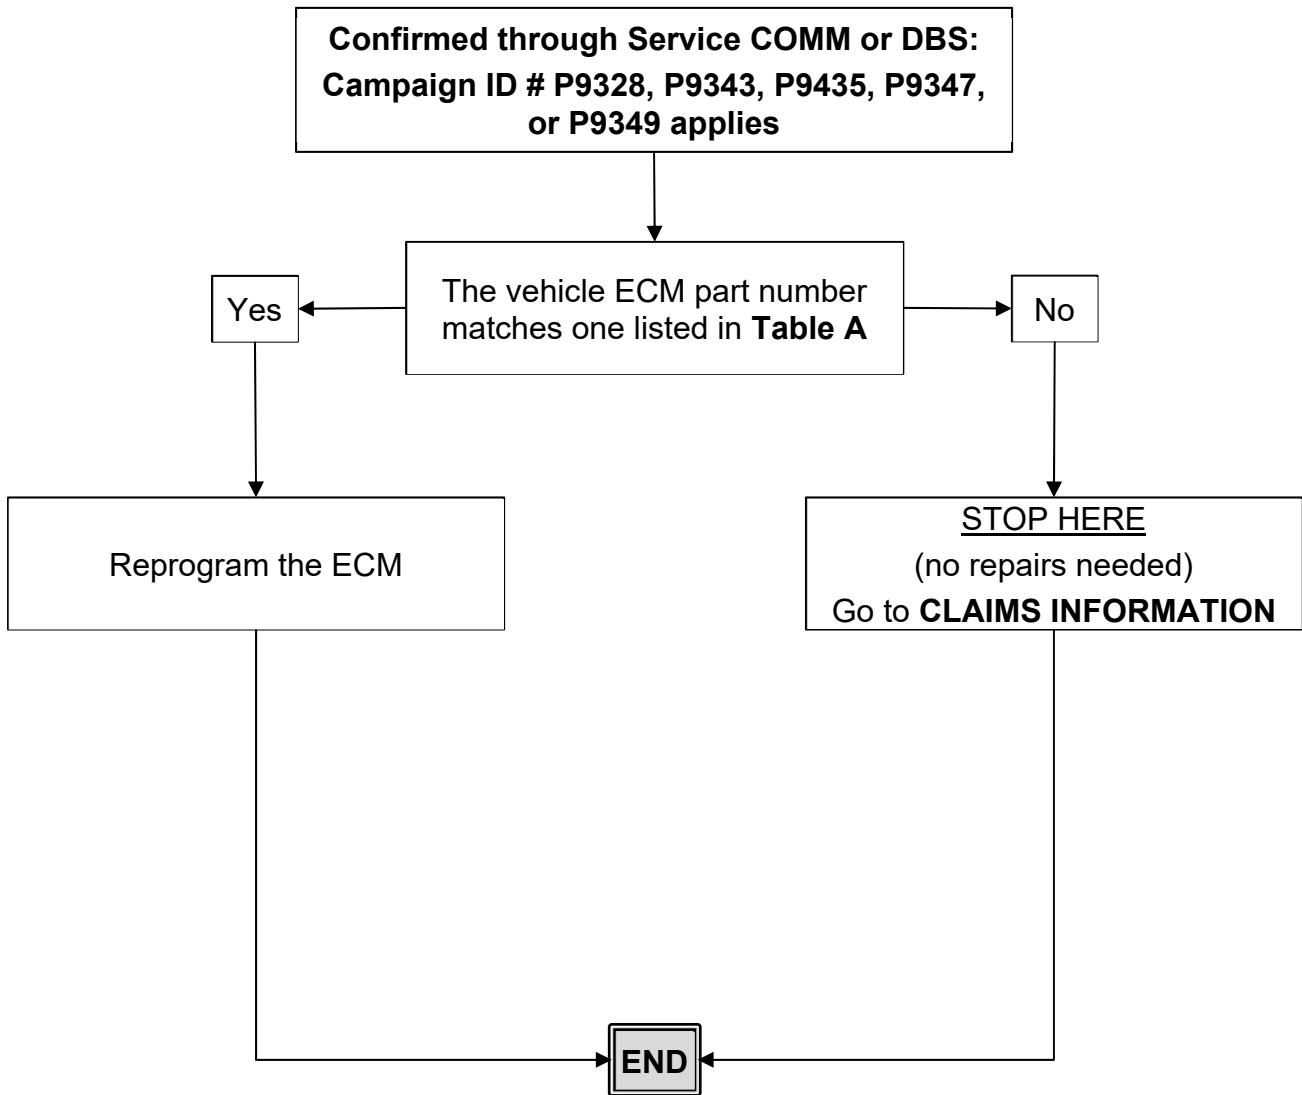 Confirmed through Service COMM or DBS:
Campaign ID # P9328, P9343, P9435, P9347,
or P9349 applies
The vehicle ECM part number
matches one listed in Table A
Yes
No
Reprogram the ECM
STOP HERE
(no repairs needed)
Go to CLAIMS INFORMATION
END